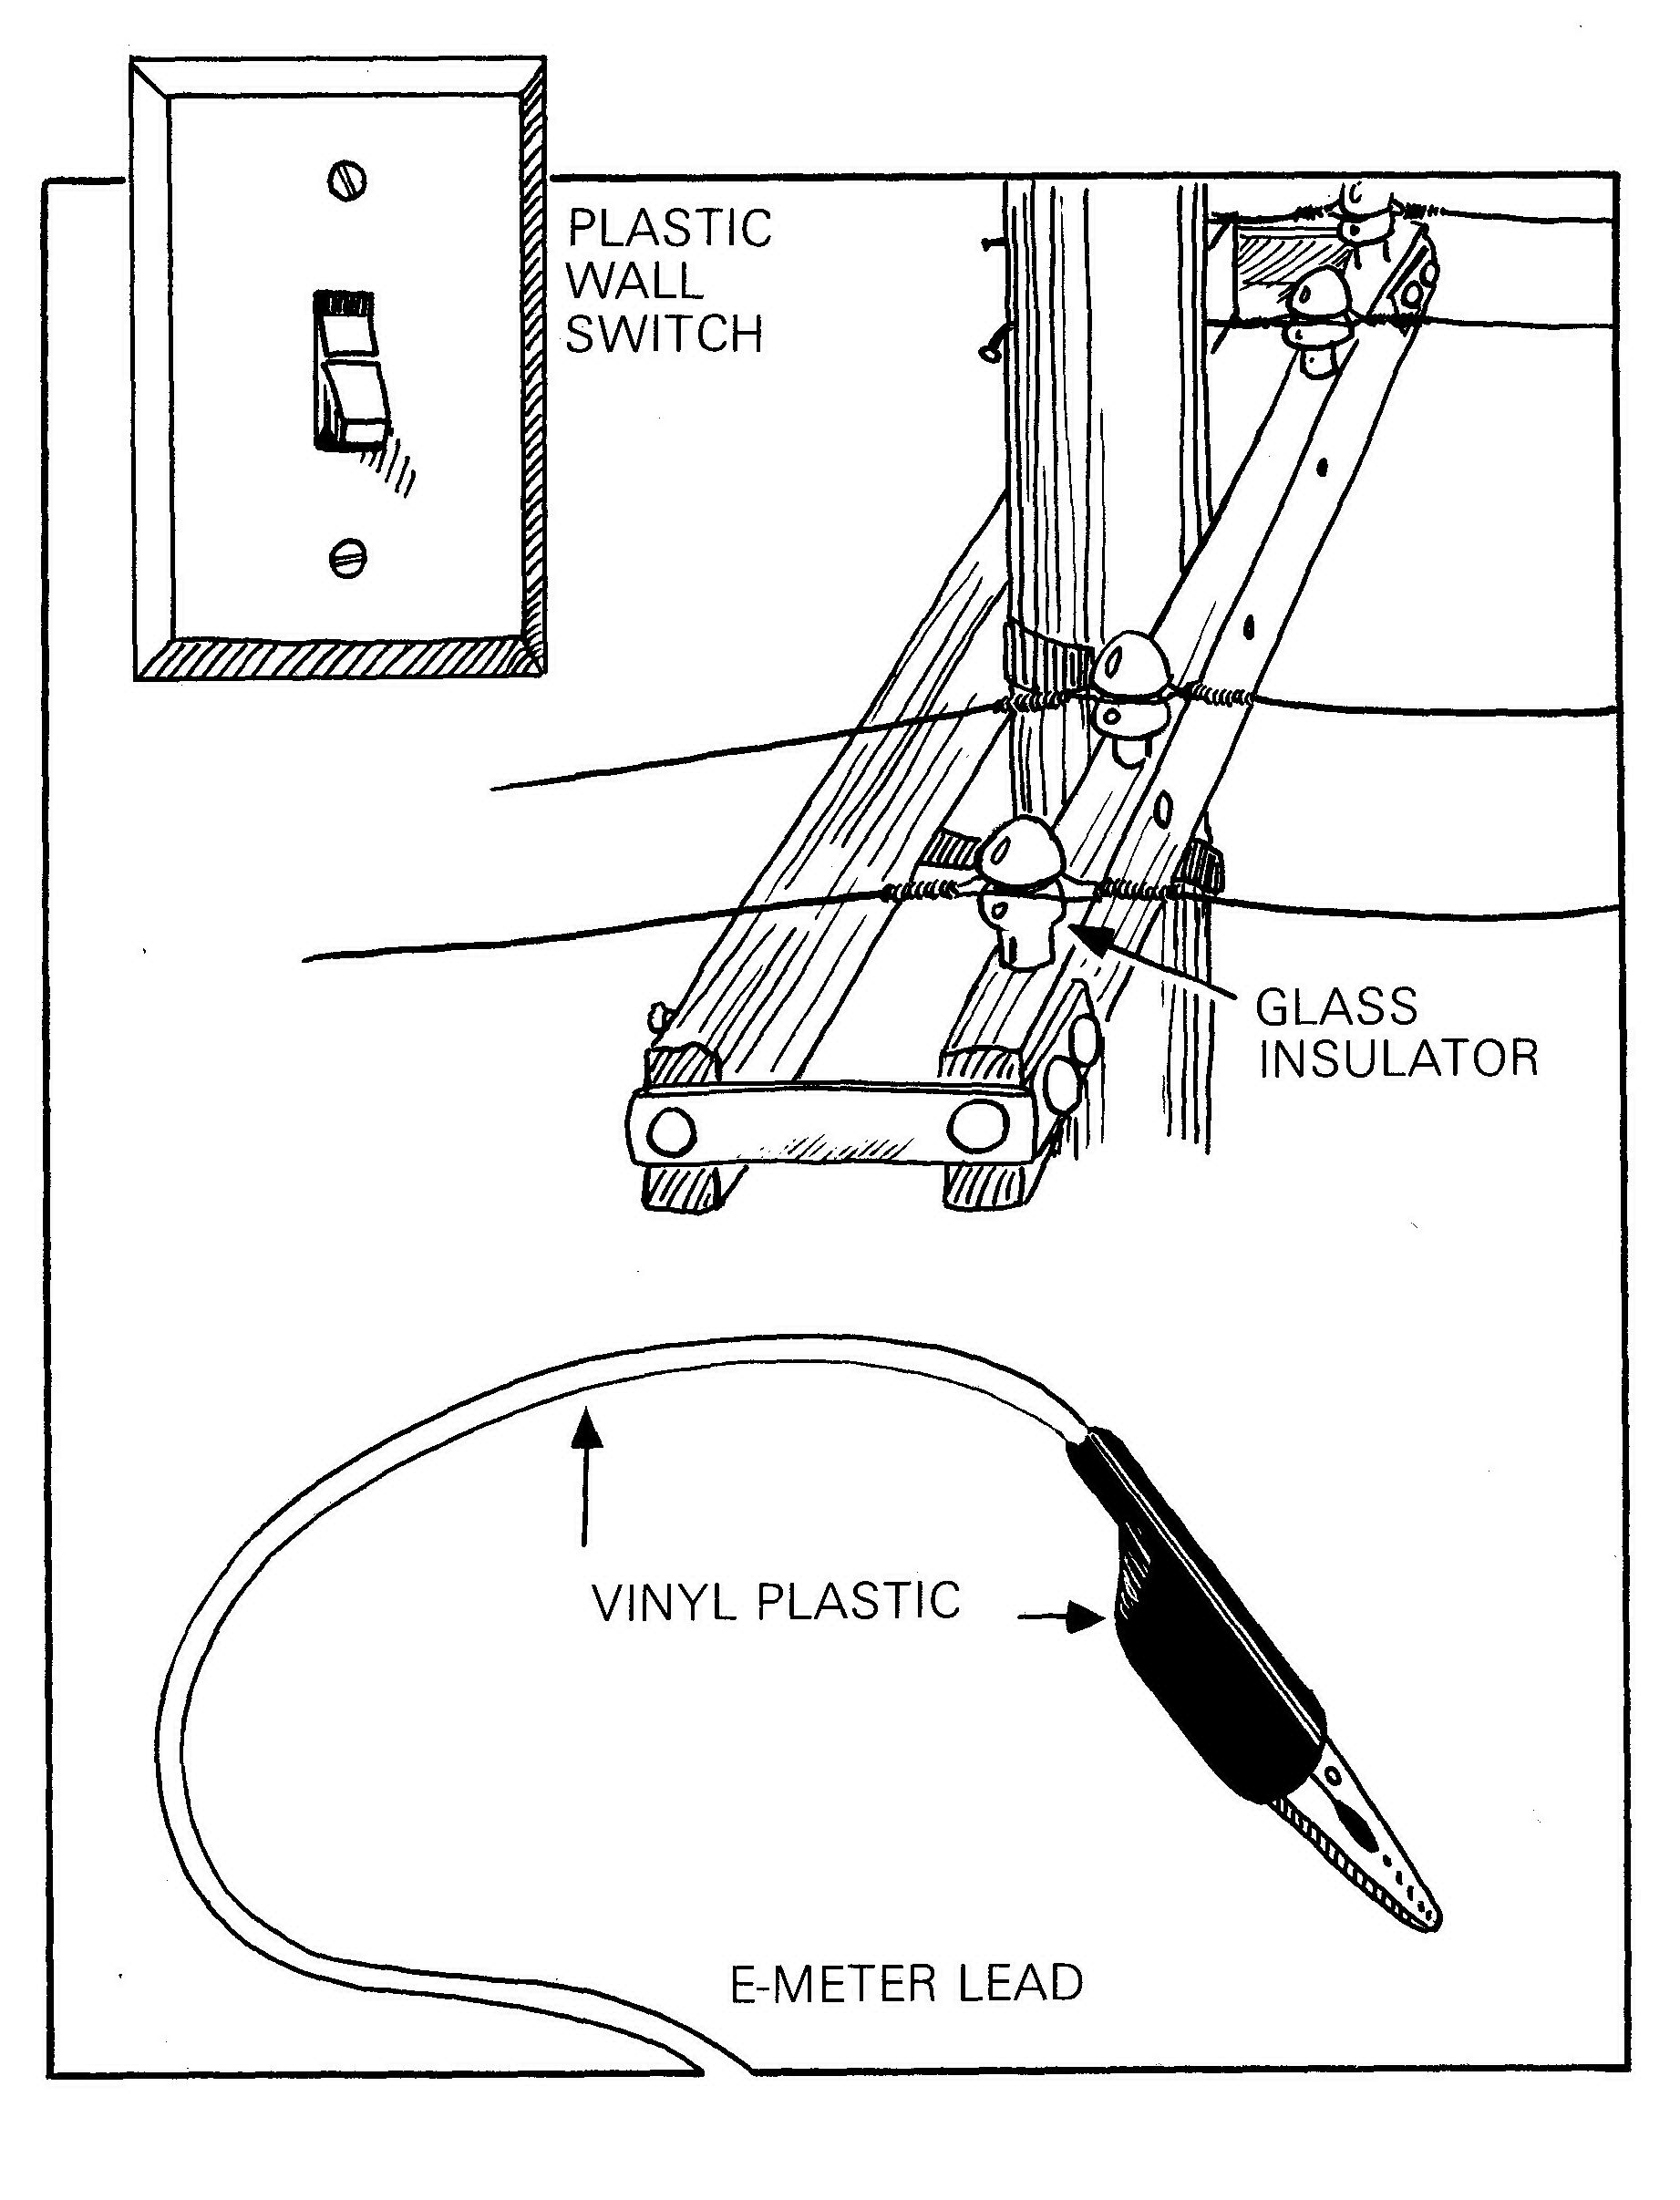 PLASTIC
WALL
SWITCH
GLASS
INSULATOR
VINYL PLASTIC
E-METER LEAD